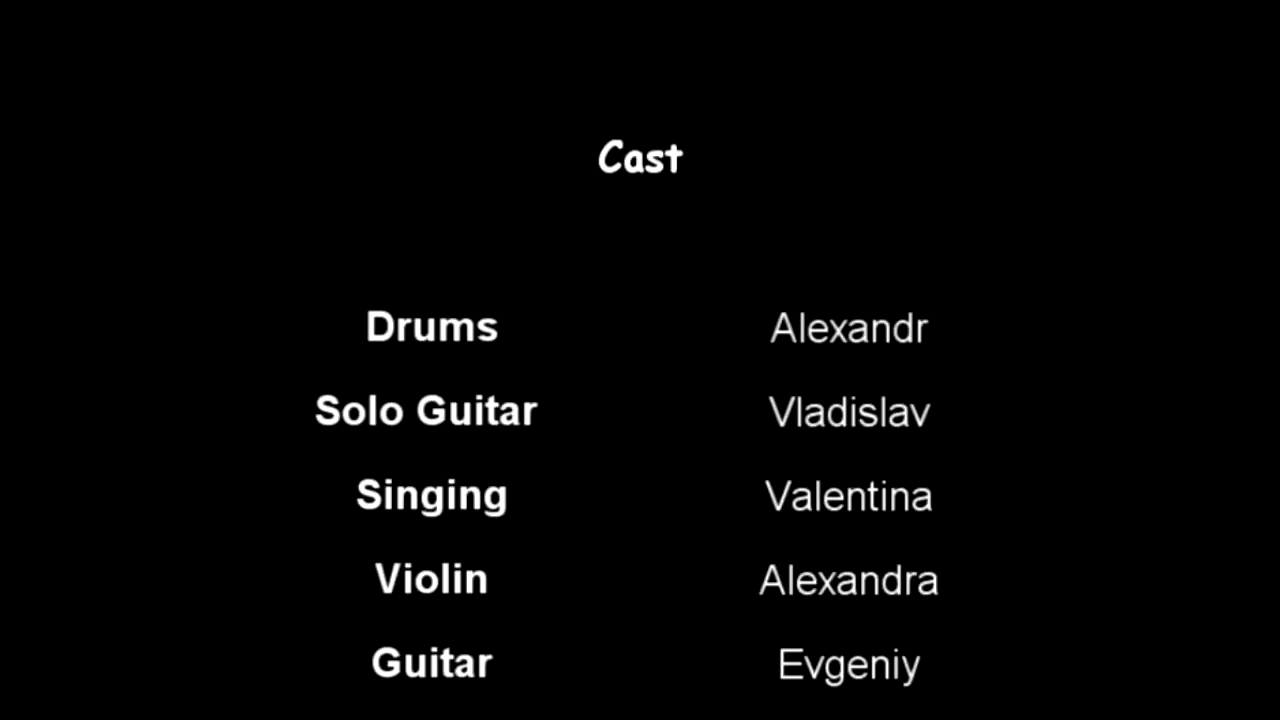 Cast
Drums Alexandr
Solo Guitar Vladislav
Singing Valentina
Violin Alexandra
Guitar Evgeniy